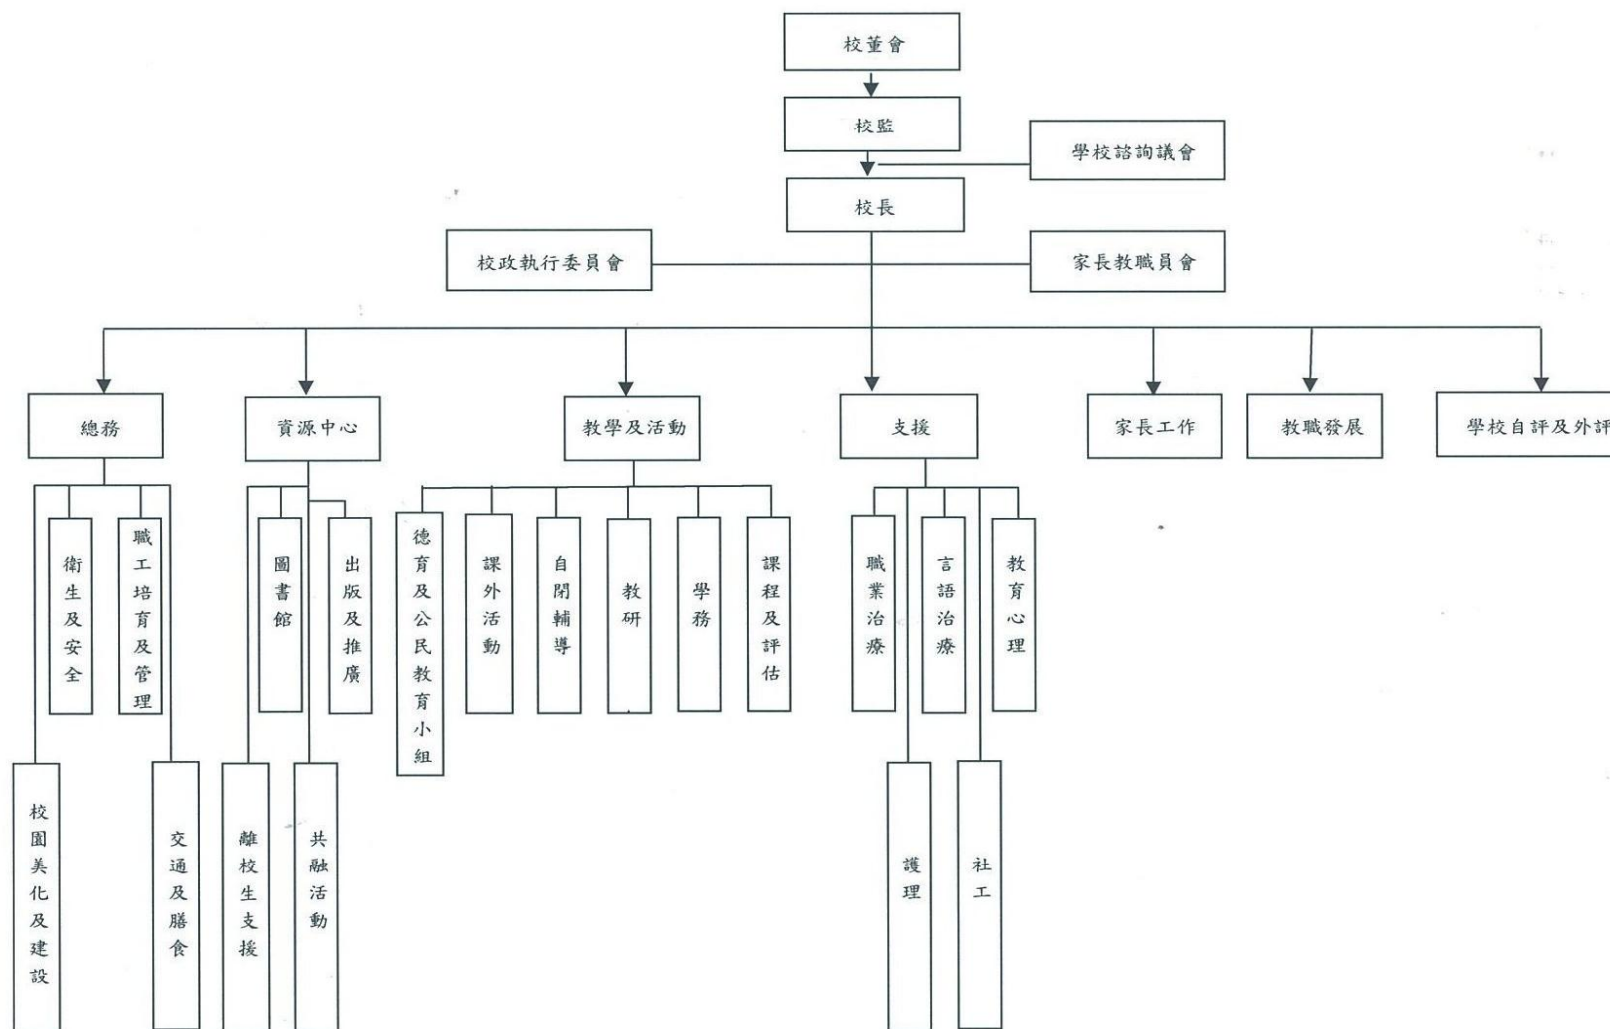 校董會
校監
學校諮詢議會
校長
校政執行委員會
家長教職員會
總務
資源中心
教學及活動
支援
家長工作
教職發展
學校自評及外評
衛生及安全
職工培育及管理
圖書館
出版及推廣
德育及公民教育小組
課外活動
自閉輔導
教研
學務
課程及評估
職業治療
言語治療
教育心理
校園美化及建設
交通及膳食
離校生支援
共融活動
護理
社工